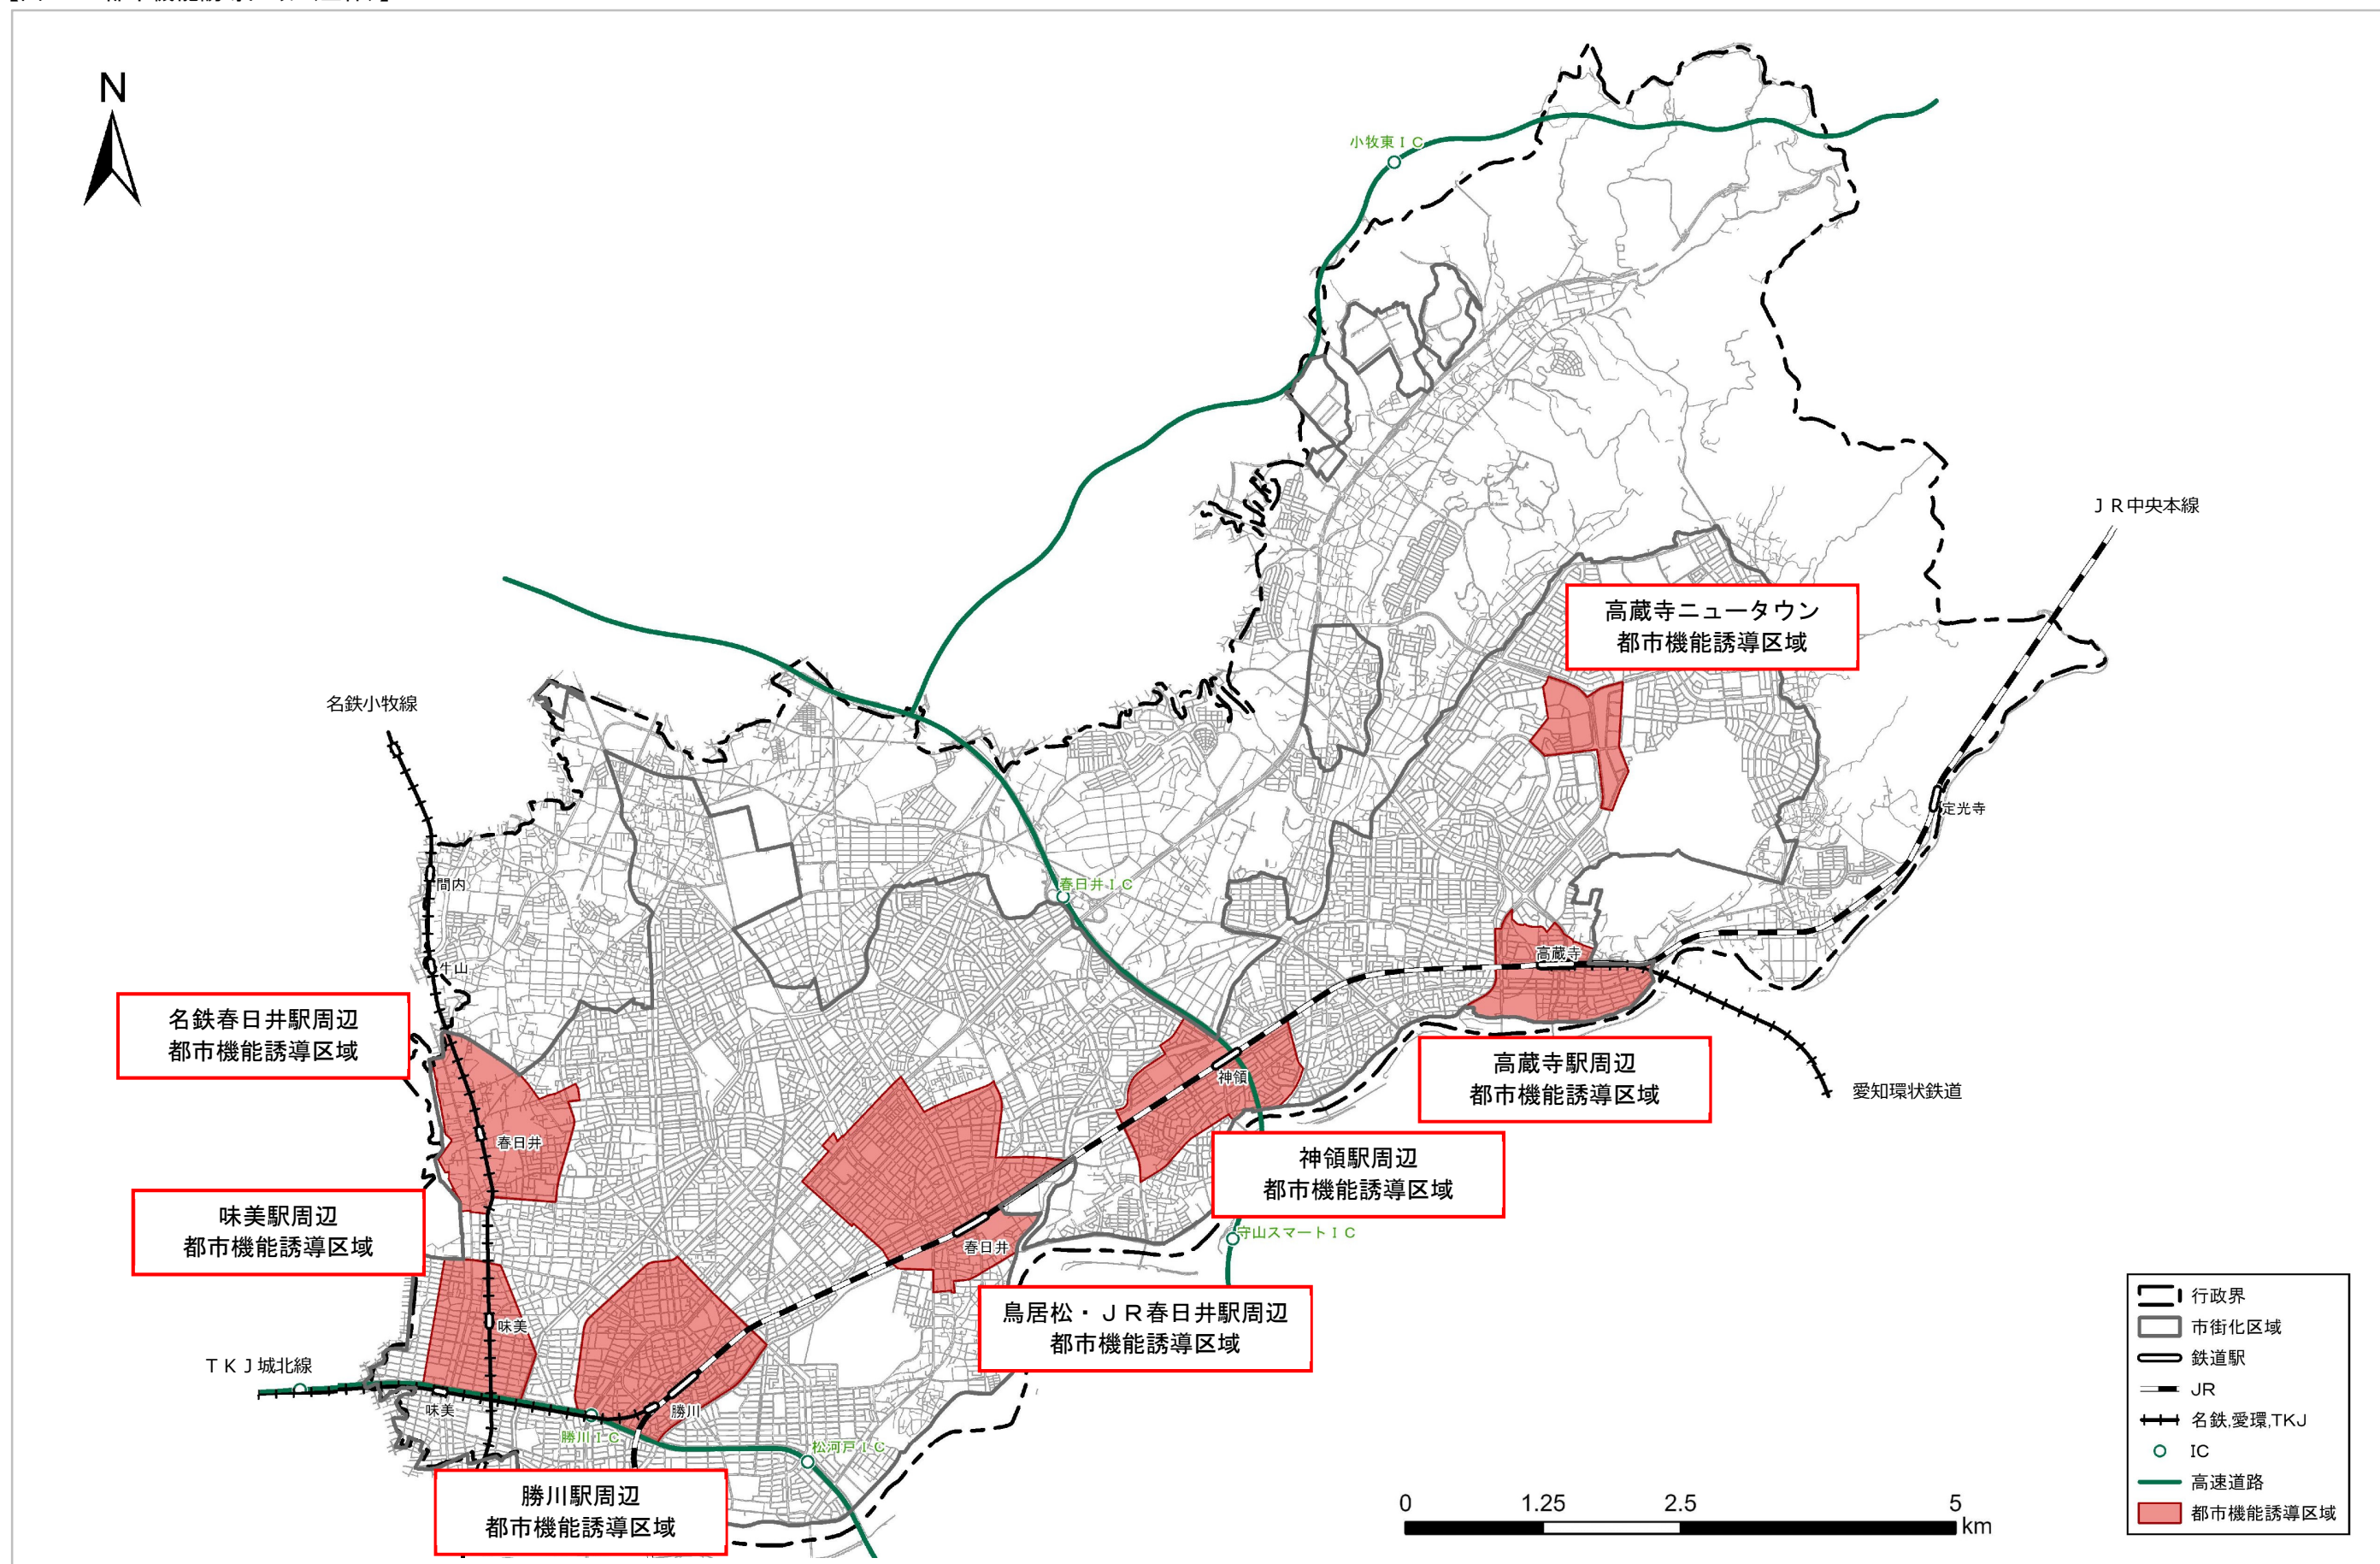 N
小牧東ＩＣ
ＪＲ中央本線
高蔵寺ニュータウン
都市機能誘導区域
名鉄小牧線
定光寺
間内
春日井ＩＣ
牛山
高蔵寺
名鉄春日井駅周辺
都市機能誘導区域
高蔵寺駅周辺
都市機能誘導区域
愛知環状鉄道
神領
春日井
神領駅周辺
都市機能誘導区域
味美駅周辺
都市機能誘導区域
守山スマートＩＣ
春日井
鳥居松・ＪＲ春日井駅周辺
都市機能誘導区域
味美
ＴＫＪ城北線
味美
勝川
勝川ＩＣ
松河戸ＩＣ
勝川駅周辺
都市機能誘導区域
行政界
市街化区域
鉄道駅
JR
名鉄,愛環,TKJ
IC
高速道路
都市機能誘導区域
0 1.25 2.5 5
km